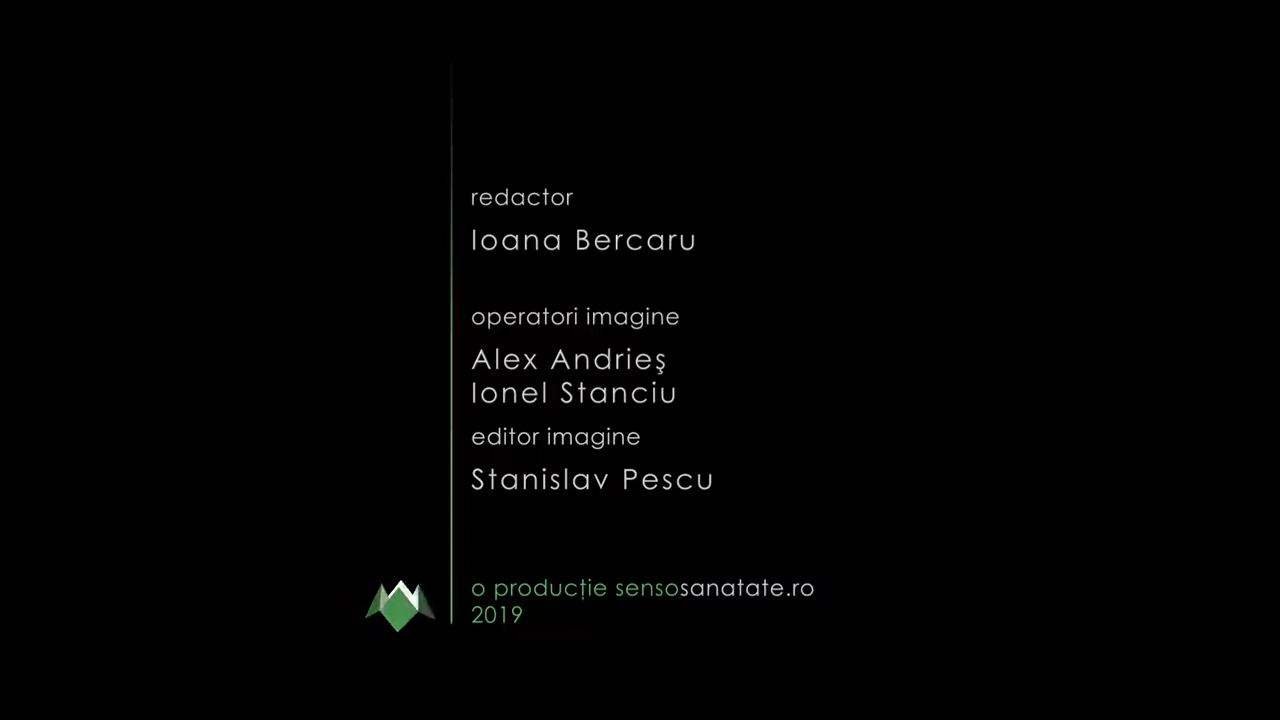 redactor
Ioana Bercaru
operatori imagine
Alex Andrieş
Ionel Stanciu
editor imagine
Stanislav Pescu
o producție sensosanatate.ro
2019